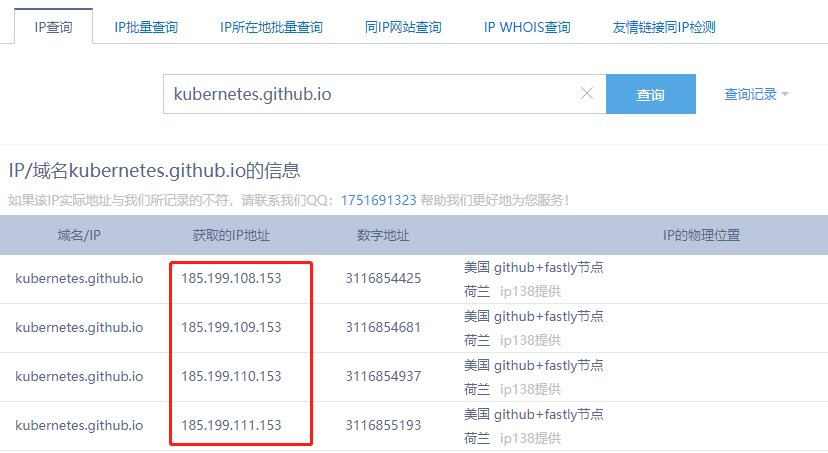 IP查询 IP批量查询 IP所在地批量查询 同IP网站查询 IP WHOIS查询 友情链接同IP检测
kubernetes.github.io 查询 查询记录
IP/域名kubernetes.github.io的信息
如果该IP实际地址与我们所记录的不符，请联系我们QQ：1751691323 帮助我们更好地为您服务！
域名/IP 获取的IP地址 数字地址 IP的物理位置
kubernetes.github.io 185.199.108.153 3116854425 美国 github+fastly节点
荷兰 ip138提供
kubernetes.github.io 185.199.109.153 3116854681 美国 github+fastly节点
荷兰 ip138提供
kubernetes.github.io 185.199.110.153 3116854937 美国 github+fastly节点
荷兰 ip138提供
kubernetes.github.io 185.199.111.153 3116855193 美国 github+fastly节点
荷兰 ip138提供